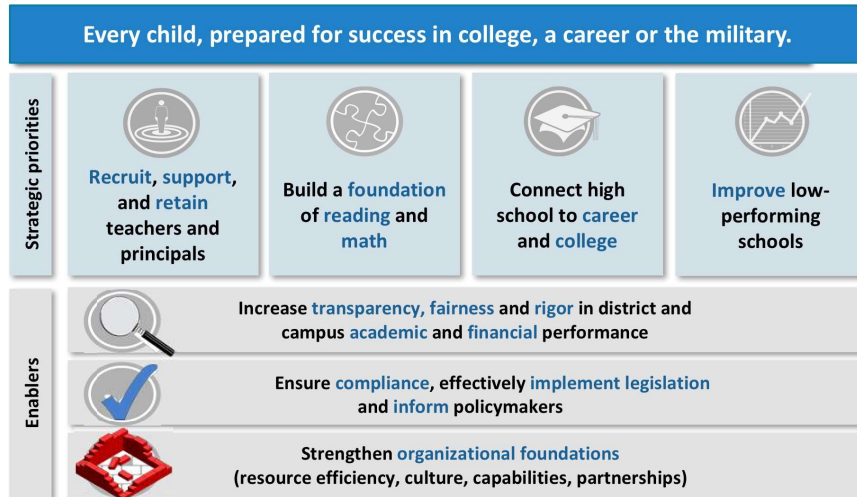 Every child, prepared for success in college, a career or the military.
Strategic priorities
Recruit, support,
and retain
teachers and
principals
Build a foundation
of reading and
math
Connect high
school to career
and college
Improve low-
performing
schools
Enablers
Increase transparency, fairness and rigor in district and
campus academic and financial performance
Ensure compliance, effectively implement legislation
and inform policymakers
Strengthen organizational foundations
(resource efficiency, culture, capabilities, partnerships)